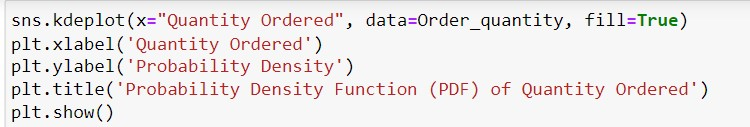 sns.kdeplot(x="Quantity Ordered", data=Order_quantity, fill=True)
plt.xlabel('Quantity Ordered')
plt.ylabel('Probability Density')
plt.title('Probability Density Function (PDF) of Quantity Ordered')
plt.show()